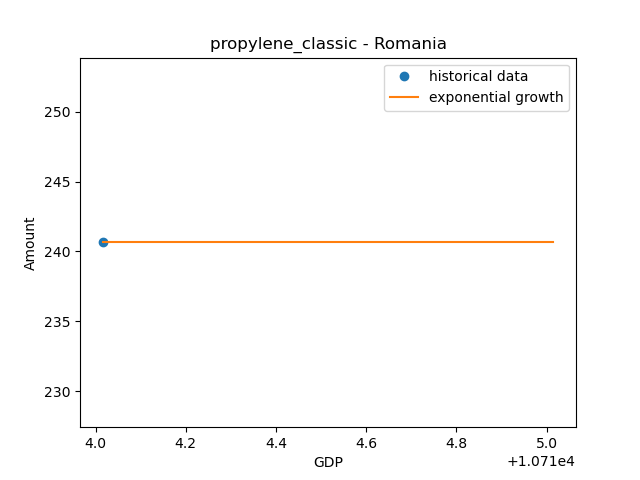 propylene_classic - Romania
historical data
exponential growth
Amount
250
245
240
235
230
4.0 4.2 4.4 4.6 4.8 5.0
GDP
+1.071e4